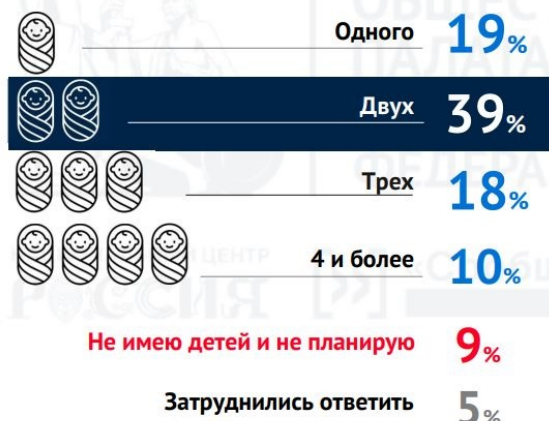 Одного 19%
Двух 39%
Трех 18%
4 и более 10%
Не имею детей и не планирую 9%
Затруднились ответить 5%